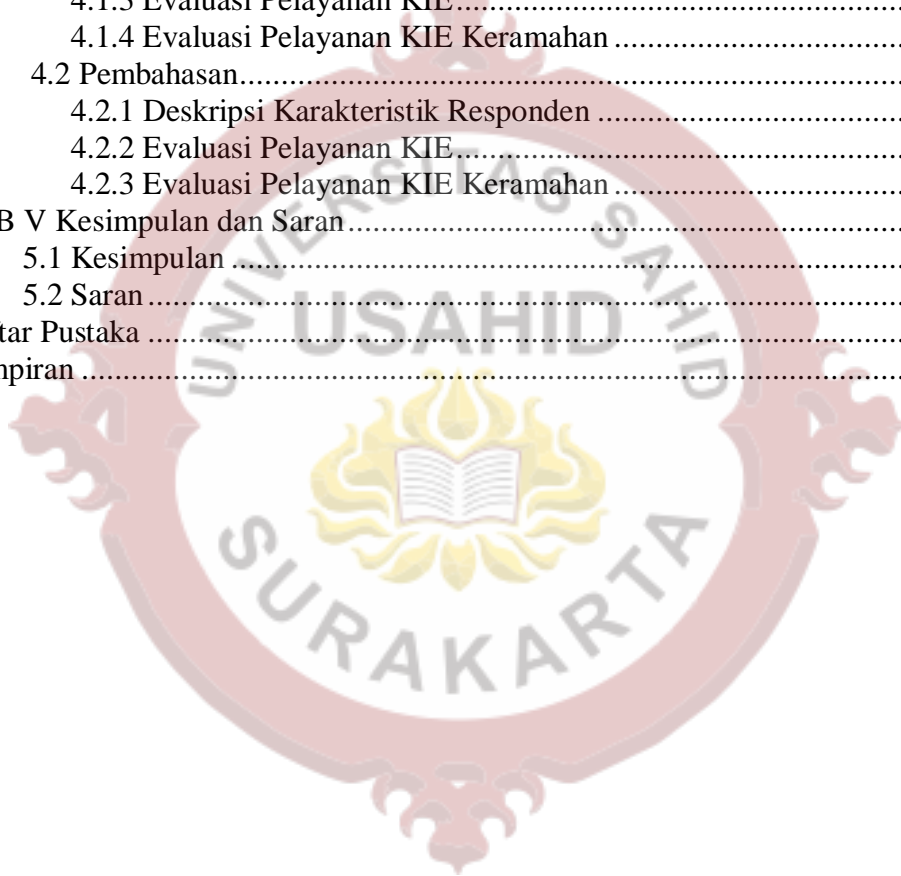 4.1.3 Evaluasi Pelayanan KIE
4.1.4 Evaluasi Pelayanan KIE Keramahan
4.2 Pembahasan
4.2.1 Deskripsi Karakteristik Responden
4.2.2 Evaluasi Pelayanan KIE
4.2.3 Evaluasi Pelayanan KIE Keramahan
B V Kesimpulan dan Saran
5.1 Kesimpulan
5.2 Saran
tar Pustaka
npiran
UNIVERSITAS SAHID
USAHID
SURAKARTA